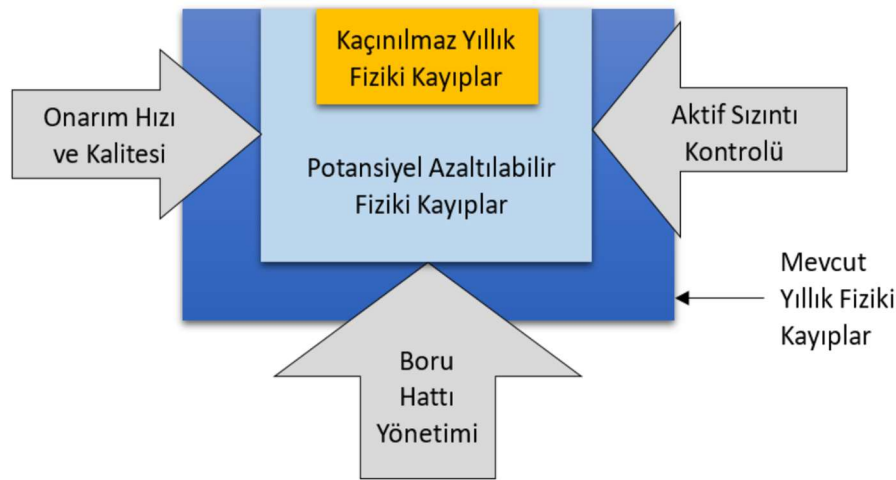 Kaçınılmaz Yıllık
Fiziki Kayıplar
Onarım Hızı
ve Kalitesi
Aktif Sızıntı
Kontrolü
Potansiyel Azaltılabilir
Fiziki Kayıplar
Mevcut
Yıllık Fiziki
Kayıplar
Boru
Hattı
Yönetimi